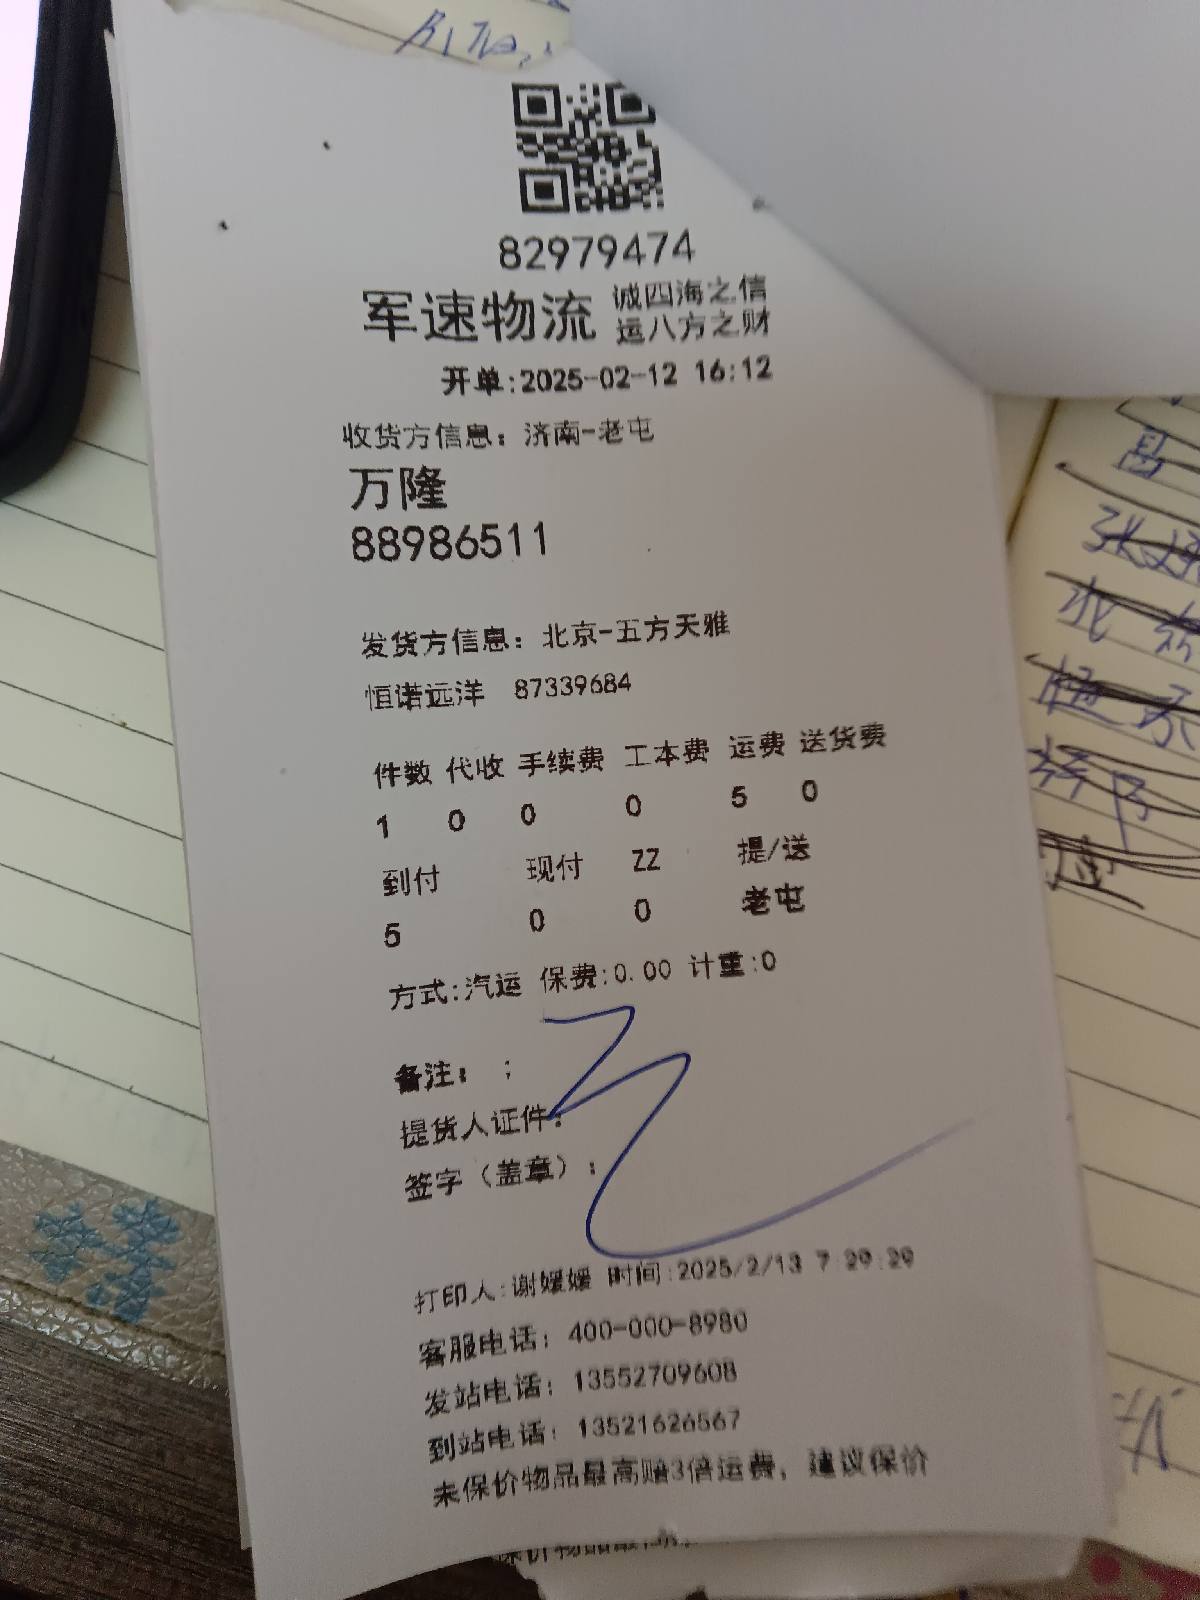 82979474
军速物流 诚四海之信
运八方之财
开单:2025-02-12 16:12
收货方信息: 济南-老屯
万隆
88986511
发货方信息: 北京-五方天雅
恒诺远洋 87339684
件数 代收 手续费 工本费 运费 送货费
1 0 0 0 5 0
到付 现付 ZZ 提/送
5 0 0 老屯
方式:汽运 保费:0.00 计重:0
备注: ;
提货人证件:
签字(盖章):
打印人:谢媛媛 时间:2025/2/13 7:29:29
客服电话: 400-000-8980
发站电话: 13552709608
到站电话: 13521626567
未保价物品最高赔3倍运费, 建议保价